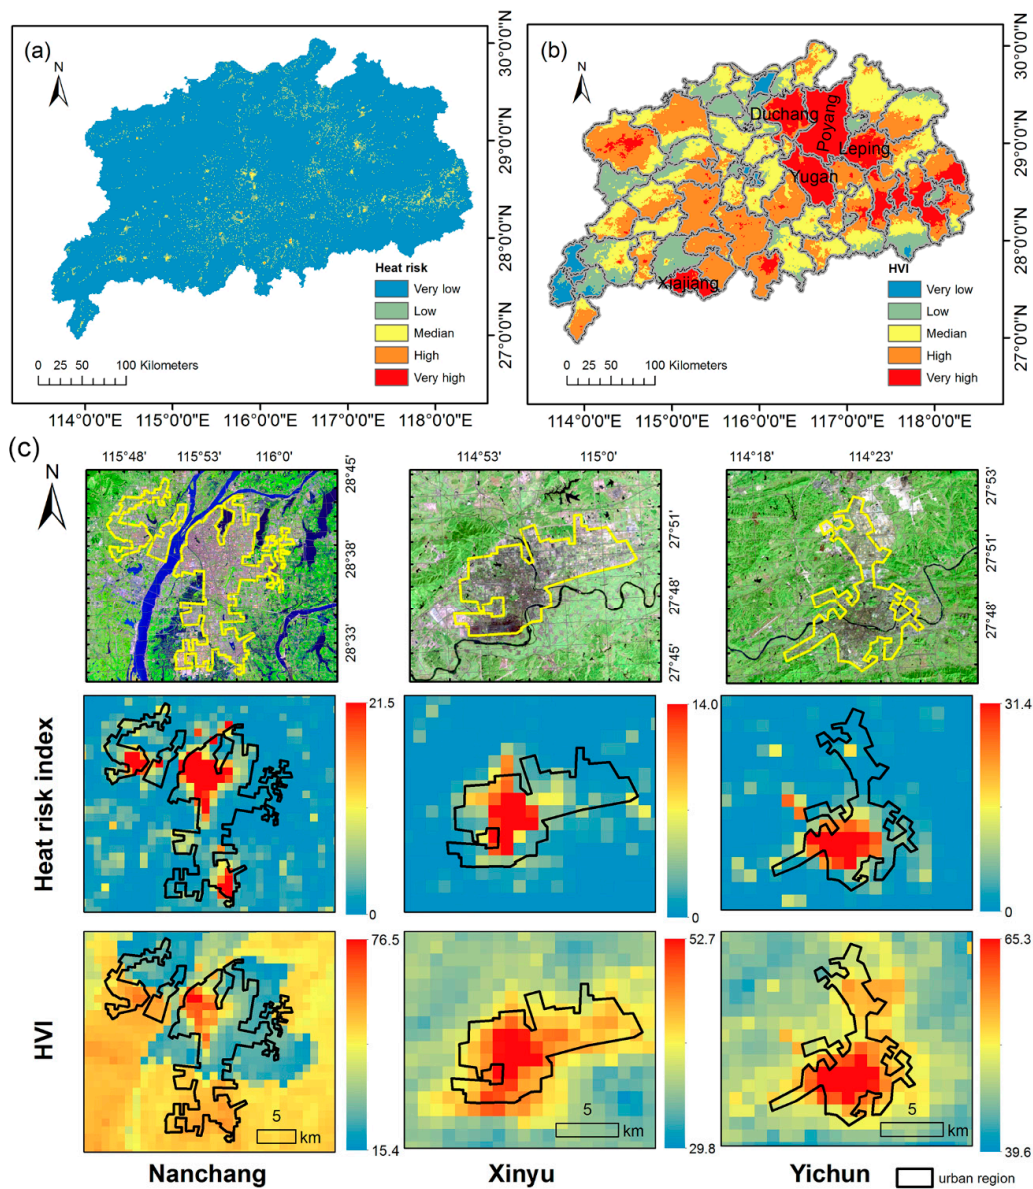 (a)
N
30°0'0"N
29°0'0"N
28°0'0"N
27°0'0"N
Heat risk
Very low
Low
Median
High
Very high
0 25 50 100 Kilometers
114°0'0"E 115°0'0"E 116°0'0"E 117°0'0"E 118°0'0"E
(b)
N
Duchang
Poyang
Leping
Yugan
Xiajiang
30°0'0"N
29°0'0"N
28°0'0"N
27°0'0"N
HVI
Very low
Low
Median
High
Very high
0 25 50 100 Kilometers
114°0'0"E 115°0'0"E 116°0'0"E 117°0'0"E 118°0'0"E
(c)
N
115°48' 115°53' 116°0'
28°45'
28°38'
28°33'
114°53' 115°0'
27°51'
27°48'
27°45'
114°18' 114°23'
27°53'
27°51'
27°48'
Heat risk index
21.5
0
14.0
0
31.4
0
HVI
76.5
15.4
5
km
52.7
29.8
5
km
65.3
39.6
5
km
Nanchang Xinyu Yichun
urban region